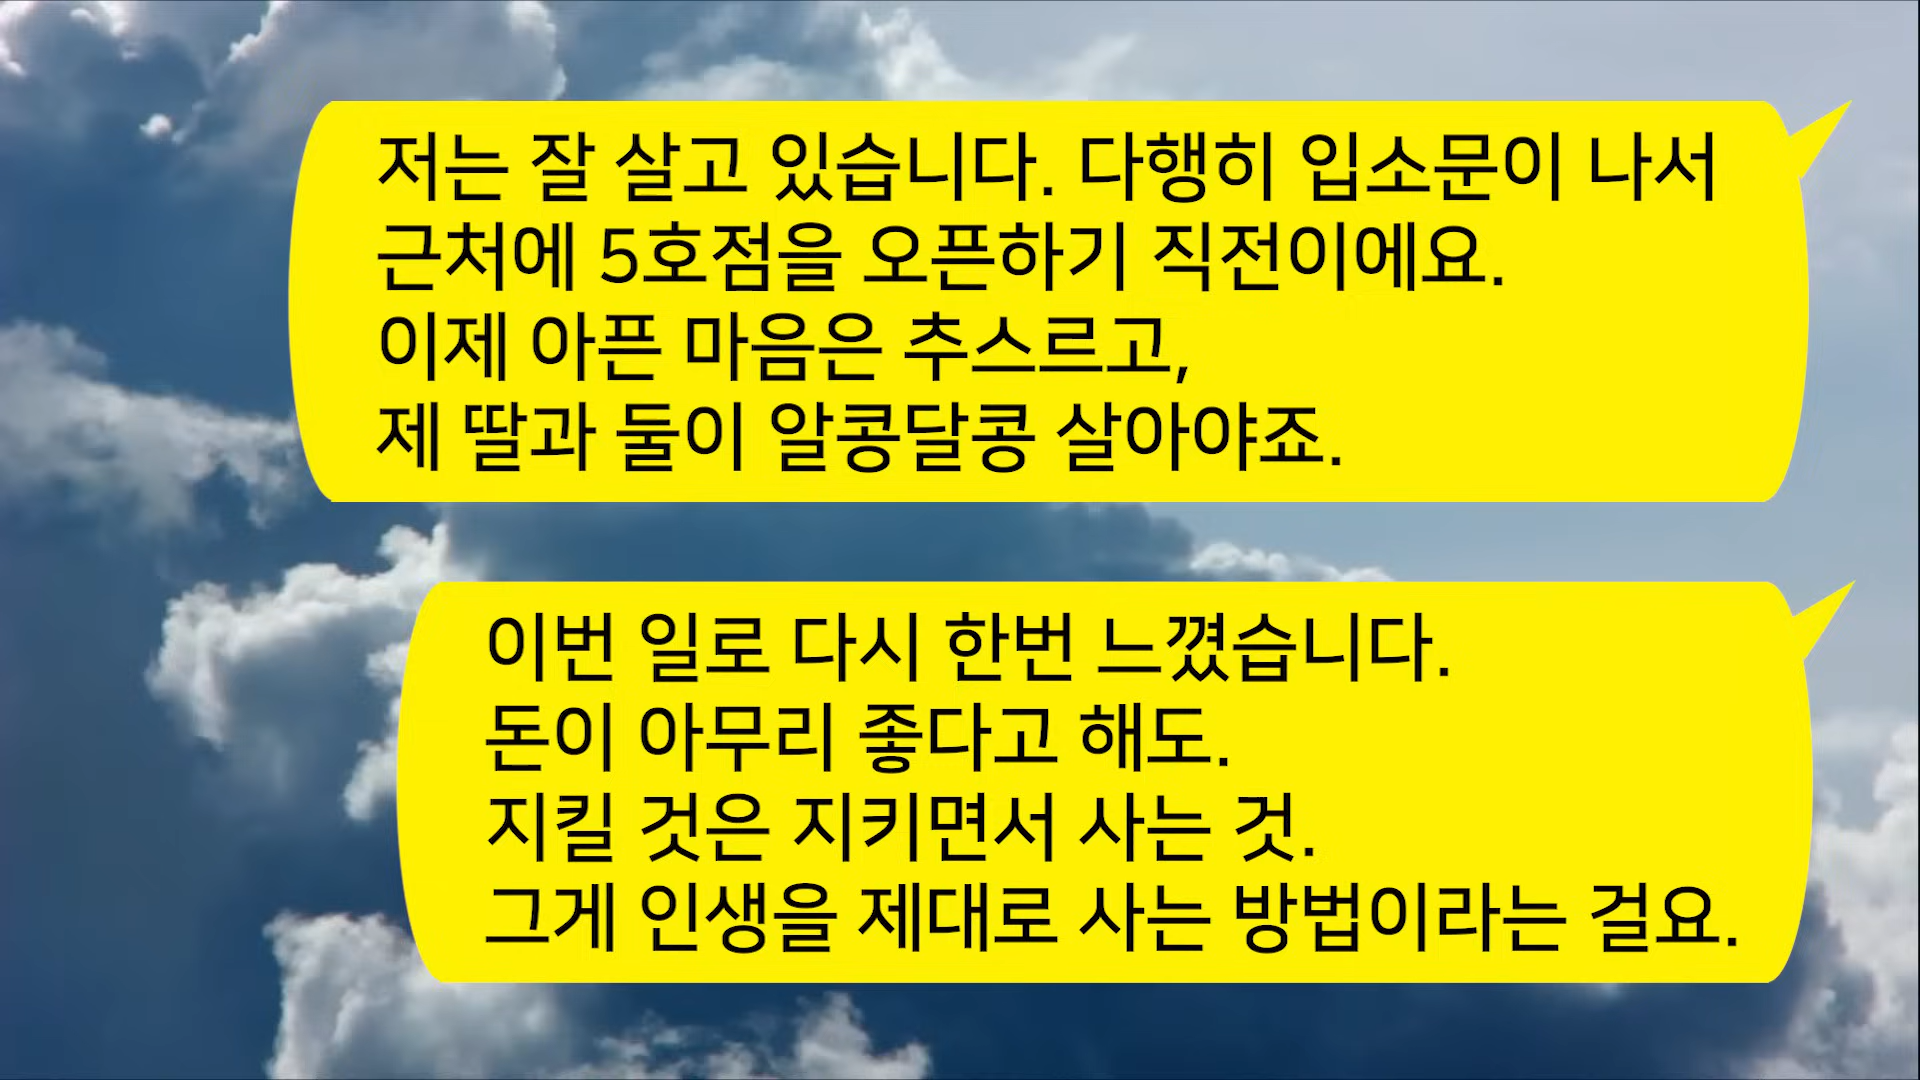 저는 잘 살고 있습니다. 다행히 입소문이 나서
근처에 5호점을 오픈하기 직전이에요.
이제 아픈 마음은 추스르고,
제 딸과 둘이 알콩달콩 살아야죠.
이번 일로 다시 한번 느꼈습니다.
돈이 아무리 좋다고 해도.
지킬 것은 지키면서 사는 것.
그게 인생을 제대로 사는 방법이라는 걸요.